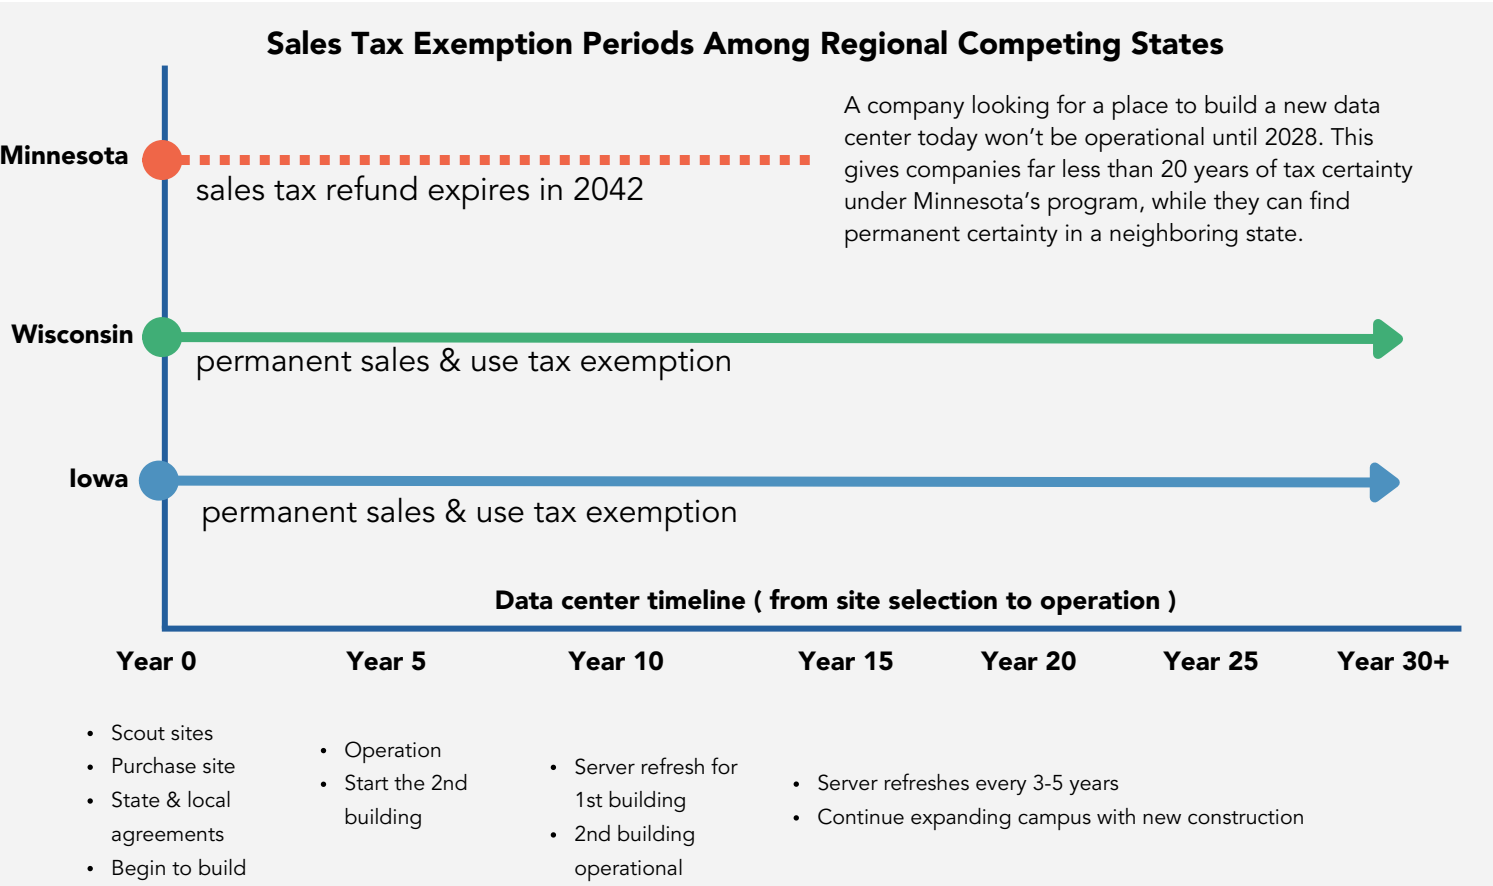 Sales Tax Exemption Periods Among Regional Competing States
A company looking for a place to build a new data
center today won't be operational until 2028. This
gives companies far less than 20 years of tax certainty
under Minnesota's program, while they can find
permanent certainty in a neighboring state.
Minnesota
sales tax refund expires in 2042
Wisconsin
permanent sales & use tax exemption
Iowa
permanent sales & use tax exemption
Data center timeline ( from site selection to operation )
Year 0 Year 5 Year 10 Year 15 Year 20 Year 25 Year 30+
• Scout sites
• Purchase site
• State & local
agreements
• Begin to build
• Operation
• Start the 2nd
building
• Server refresh for
1st building
• 2nd building
operational
• Server refreshes every 3-5 years
• Continue expanding campus with new construction